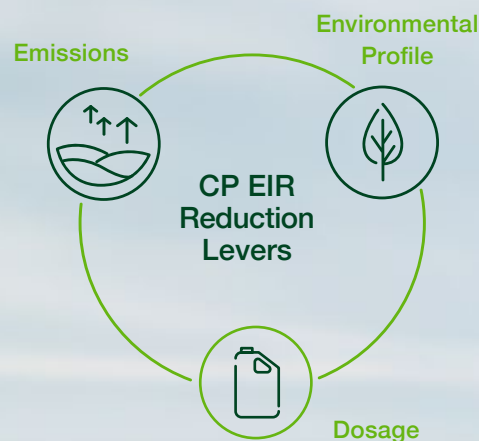 Environmental
Profile
Emissions
CP EIR
Reduction
Levers
Dosage